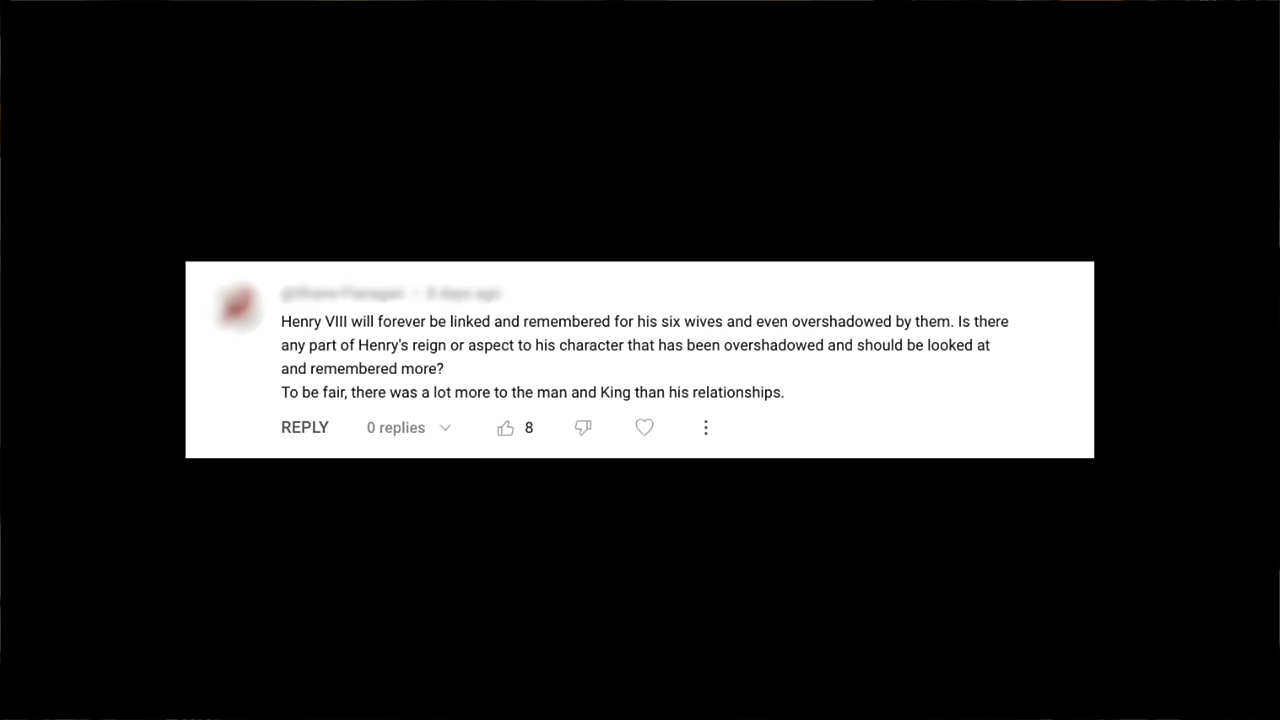 Henry VIII will forever be linked and remembered for his six wives and even overshadowed by them. Is there
any part of Henry's reign or aspect to his character that has been overshadowed and should be looked at
and remembered more?
To be fair, there was a lot more to the man and King than his relationships.
REPLY 0 replies 8